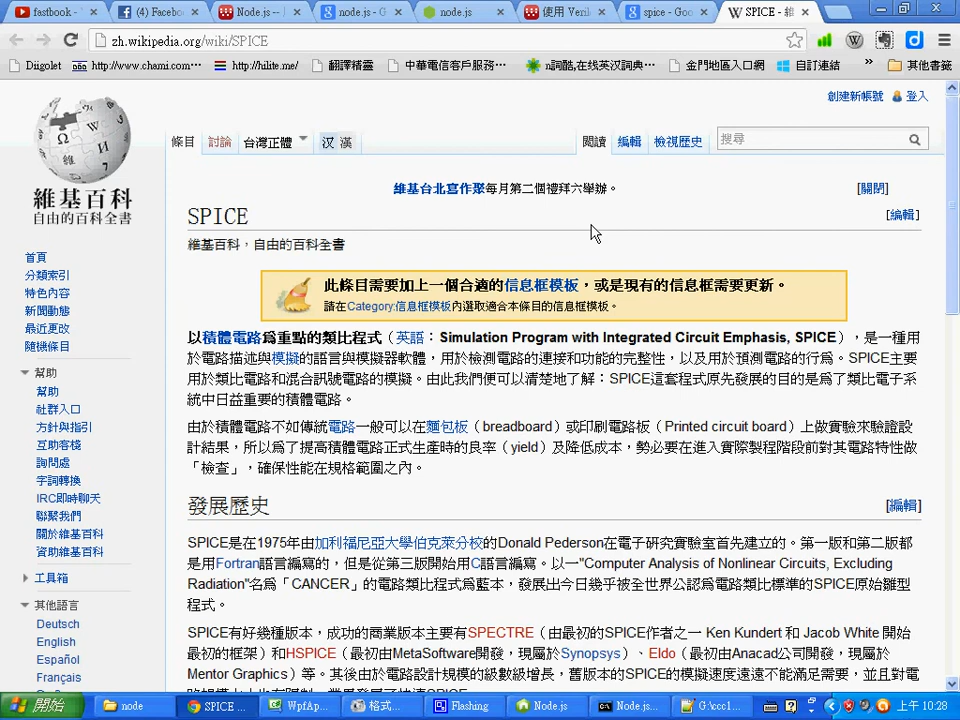 fastbook -
(4) Facebo
Node.js --
node.js - G
node.js
使用 Veril
spice - Goo
SPICE - 維
zh.wikipedia.org/wiki/SPICE
Diigolet
http://www.chami.com…
http://hilite.me/
翻譯精靈
中華電信客戶服務…
n詞酷,在线英汉詞典…
金門地區入口網
自訂連結
»
其他書籤
創建新帳號 登入
條目 討論 台灣正體 汉 漢
閱讀 編輯 檢視歷史 搜尋
維基百科
自由的百科全書
首頁
分類索引
特色內容
新聞動態
最近更改
隨機條目
幫助
幫助
社群入口
方針與指引
互助客棧
詢問處
字詞轉換
IRC即時聊天
聯繫我們
關於維基百科
資助維基百科
工具箱
其他語言
Deutsch
English
Español
Français
維基台北寫作聚每月第二個禮拜六舉辦。 [關閉]
SPICE [編輯]
維基百科，自由的百科全書
此條目需要加上一個合適的信息框模板，或是現有的信息框需要更新。
請在Category:信息框模板內選取適合本條目的信息框模板。
以積體電路為重點的類比程式（英語：Simulation Program with Integrated Circuit Emphasis, SPICE），是一種用
於電路描述與模擬的語言與模擬器軟體，用於檢測電路的連接和功能的完整性，以及用於預測電路的行為。SPICE主要
用於類比電路和混合訊號電路的模擬。由此我們便可以清楚地了解：SPICE這套程式原先發展的目的是為了類比電子系
統中日益重要的積體電路。
由於積體電路不如傳統電路一般可以在麵包板（breadboard）或印刷電路板（Printed circuit board）上做實驗來驗證設
計結果，所以為了提高積體電路正式生產時的良率（yield）及降低成本，勢必要在進入實際製程階段前對其電路特性做
「檢查」，確保性能在規格範圍之內。
發展歷史 [編輯]
SPICE是在1975年由加利福尼亞大學伯克萊分校的Donald Pederson在電子研究實驗室首先建立的。第一版和第二版都
是用Fortran語言編寫的，但是從第三版開始用C語言編寫。以一"Computer Analysis of Nonlinear Circuits, Excluding
Radiation"名為「CANCER」的電路類比程式為藍本，發展出今日幾乎被全世界公認為電路類比標準的SPICE原始雛型
程式。
SPICE有好幾種版本，成功的商業版本主要有SPECTRE（由最初的SPICE作者之一 Ken Kundert 和 Jacob White 開始
最初的框架）和HSPICE（最初由MetaSoftware開發，現屬於Synopsys）、Eldo（最初由Anacad公司開發，現屬於
Mentor Graphics）等。其後由於電路設計規模的級數級增長，舊版本的SPICE的模擬速度遠遠不能滿足需要，並且對電
開始
node
SPICE ...
WpfAp...
格式...
Flashing
Node.js
Node.js...
G:\ccc1...
上午 10:28